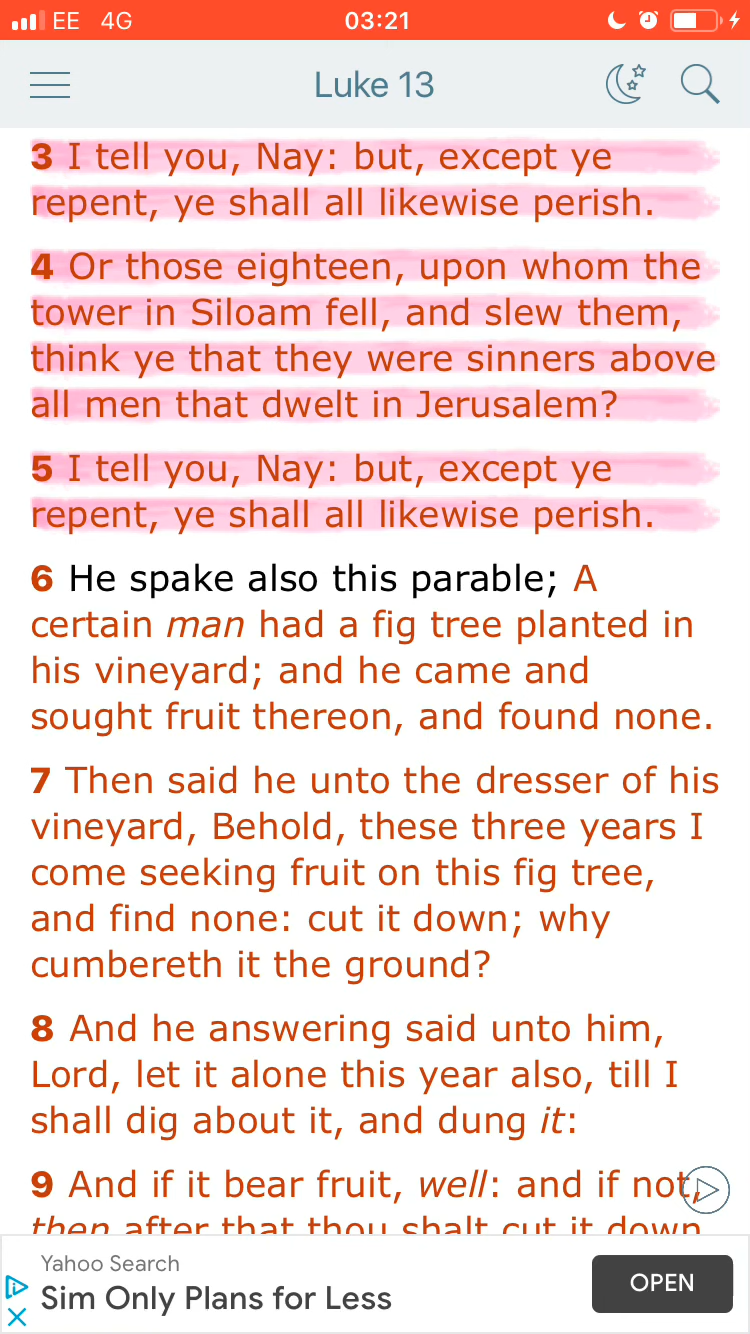 EE 4G 03:21
Luke 13
3 I tell you, Nay: but, except ye
repent, ye shall all likewise perish.
4 Or those eighteen, upon whom the
tower in Siloam fell, and slew them,
think ye that they were sinners above
all men that dwelt in Jerusalem?
5 I tell you, Nay: but, except ye
repent, ye shall all likewise perish.
6 He spake also this parable; A
certain man had a fig tree planted in
his vineyard; and he came and
sought fruit thereon, and found none.
7 Then said he unto the dresser of his
vineyard, Behold, these three years I
come seeking fruit on this fig tree,
and find none: cut it down; why
cumbereth it the ground?
8 And he answering said unto him,
Lord, let it alone this year also, till I
shall dig about it, and dung it:
9 And if it bear fruit, well: and if not,
then after that thou shalt cut it down
Yahoo Search
Sim Only Plans for Less
OPEN